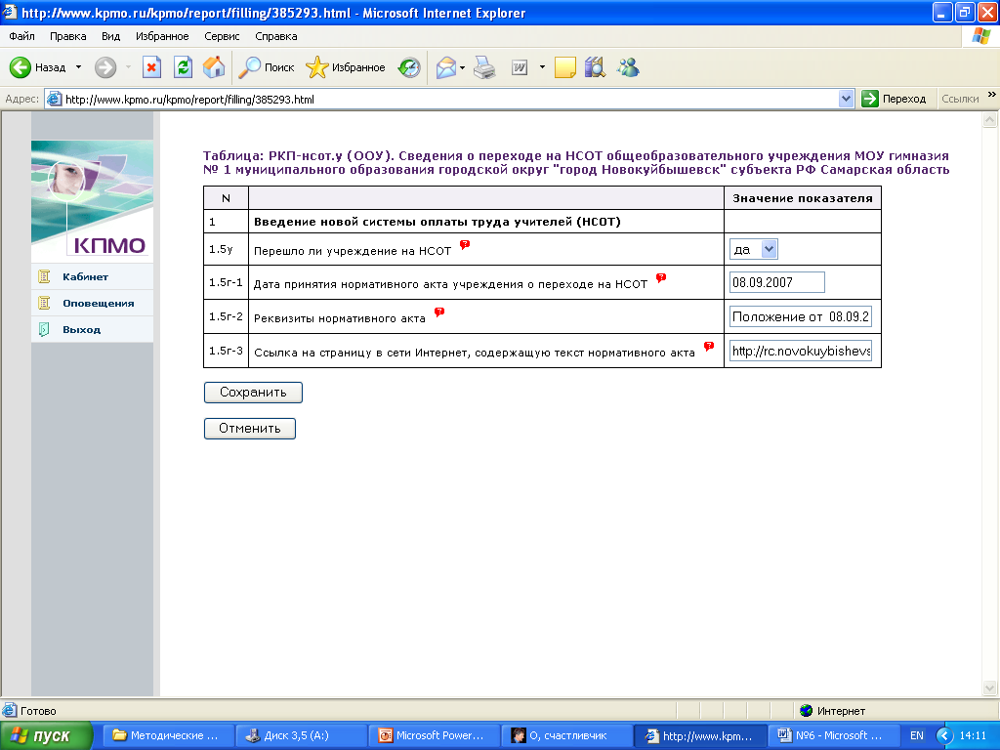 http://www.kpmo.ru/kpmo/report/filling/385293.html - Microsoft Internet Explorer
Файл Правка Вид Избранное Сервис Справка
Назад Поиск Избранное
Адрес: http://www.kpmo.ru/kpmo/report/filling/385293.html Переход Ссылки »
КПМО
Кабинет
Оповещения
Выход
Таблица: РКП-нсот.у (ООУ). Сведения о переходе на НСОТ общеобразовательного учреждения МОУ гимназия
№ 1 муниципального образования городской округ "город Новокуйбышевск" субъекта РФ Самарская область
N Значение показателя
1 Введение новой системы оплаты труда учителей (НСОТ)
1.5у Перешло ли учреждение на НСОТ ? да
1.5г-1 Дата принятия нормативного акта учреждения о переходе на НСОТ ? 08.09.2007
1.5г-2 Реквизиты нормативного акта ? Положение от 08.09.2
1.5г-3 Ссылка на страницу в сети Интернет, содержащую текст нормативного акта ? http://rc.novokuybishevs
Сохранить
Отменить
Готово Интернет
пуск Методические ... Диск 3,5 (A:) Microsoft Power... О, счастливчик http://www.kpm... №6 - Microsoft ... EN 14:11